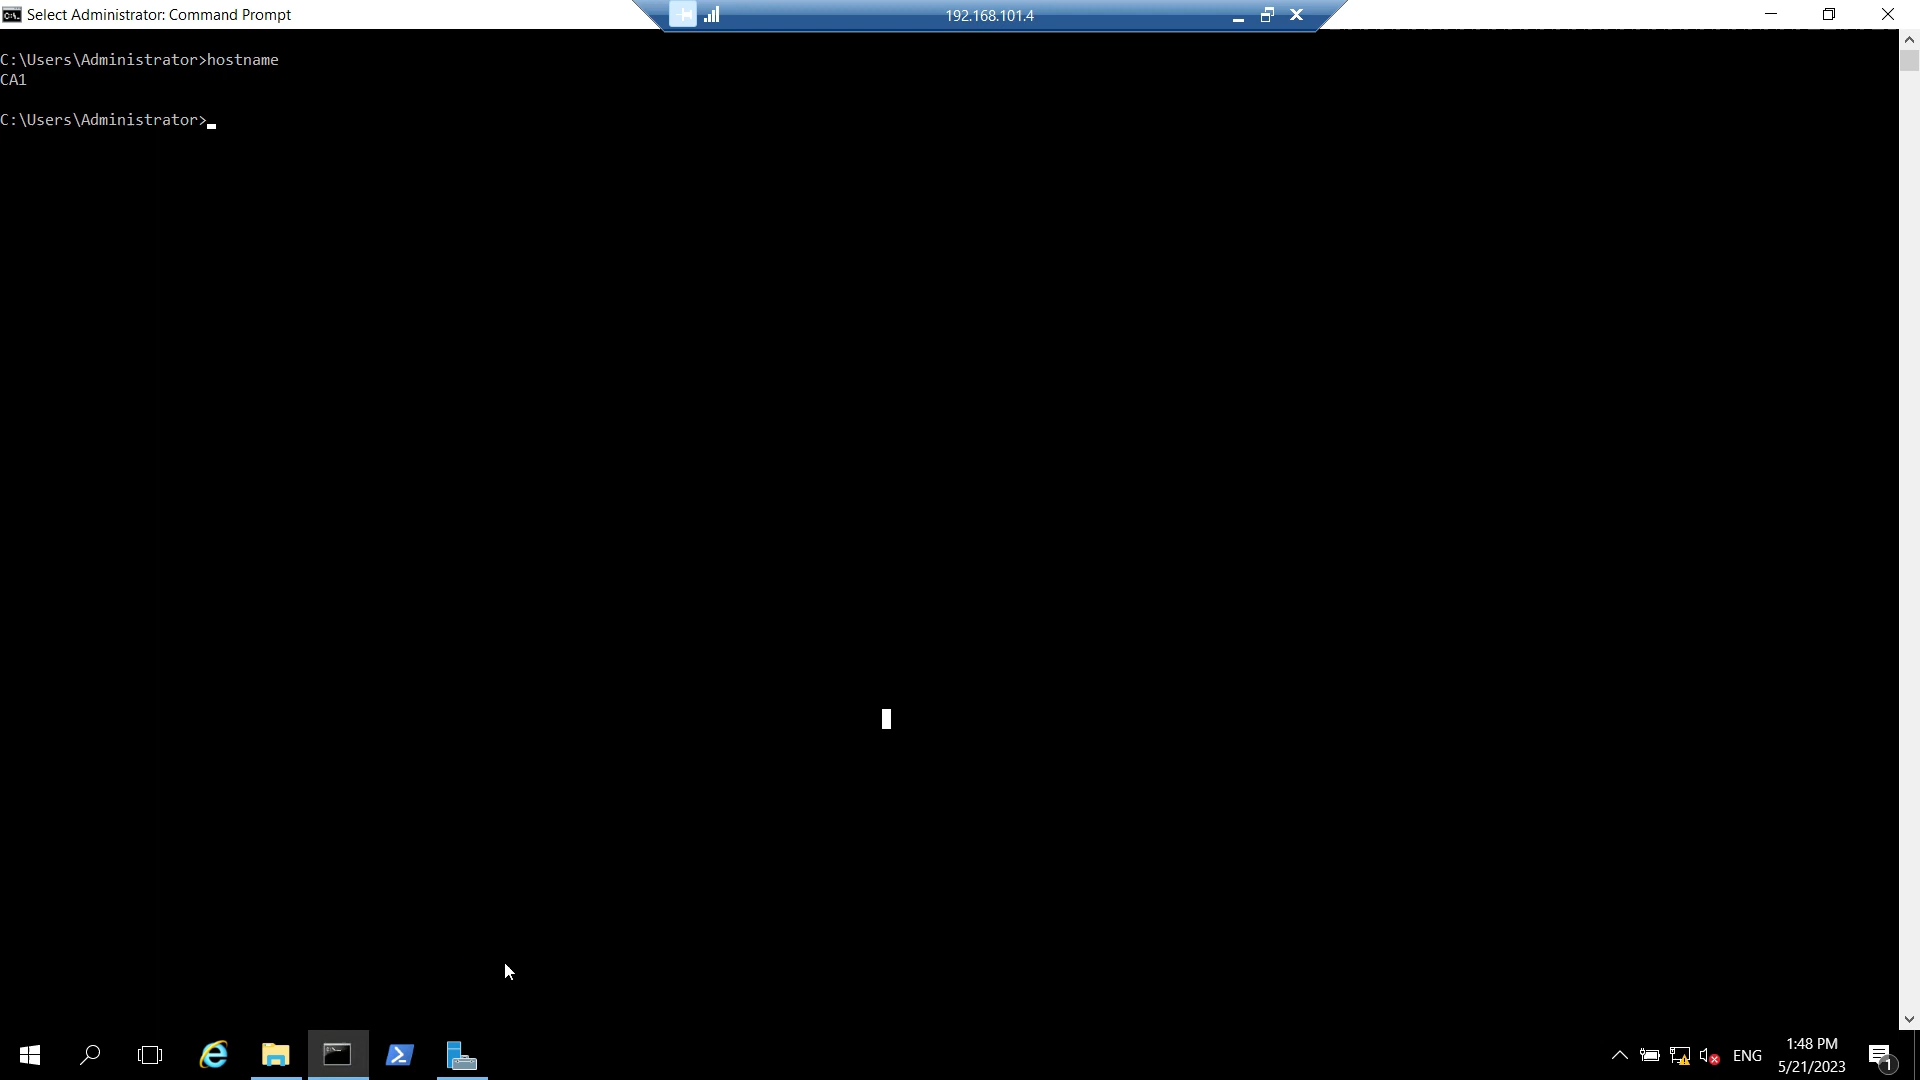 Select Administrator: Command Prompt
192.168.101.4
C:\Users\Administrator>hostname
CA1
C:\Users\Administrator>
ENG
1:48 PM
5/21/2023
1